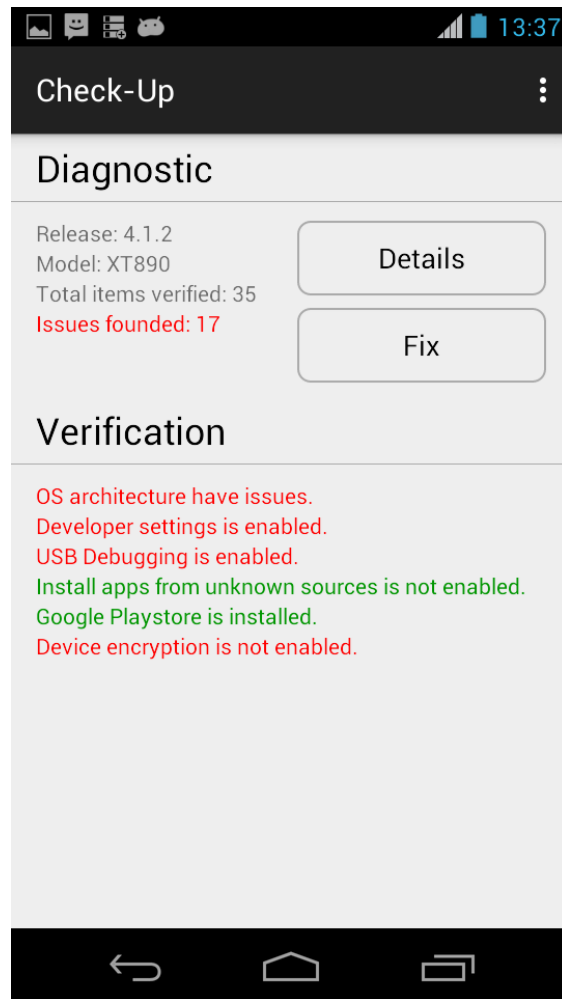 13:37
Check-Up
Diagnostic
Release: 4.1.2
Model: XT890
Total items verified: 35
Issues founded: 17
Details
Fix
Verification
OS architecture have issues.
Developer settings is enabled.
USB Debugging is enabled.
Install apps from unknown sources is not enabled.
Google Playstore is installed.
Device encryption is not enabled.